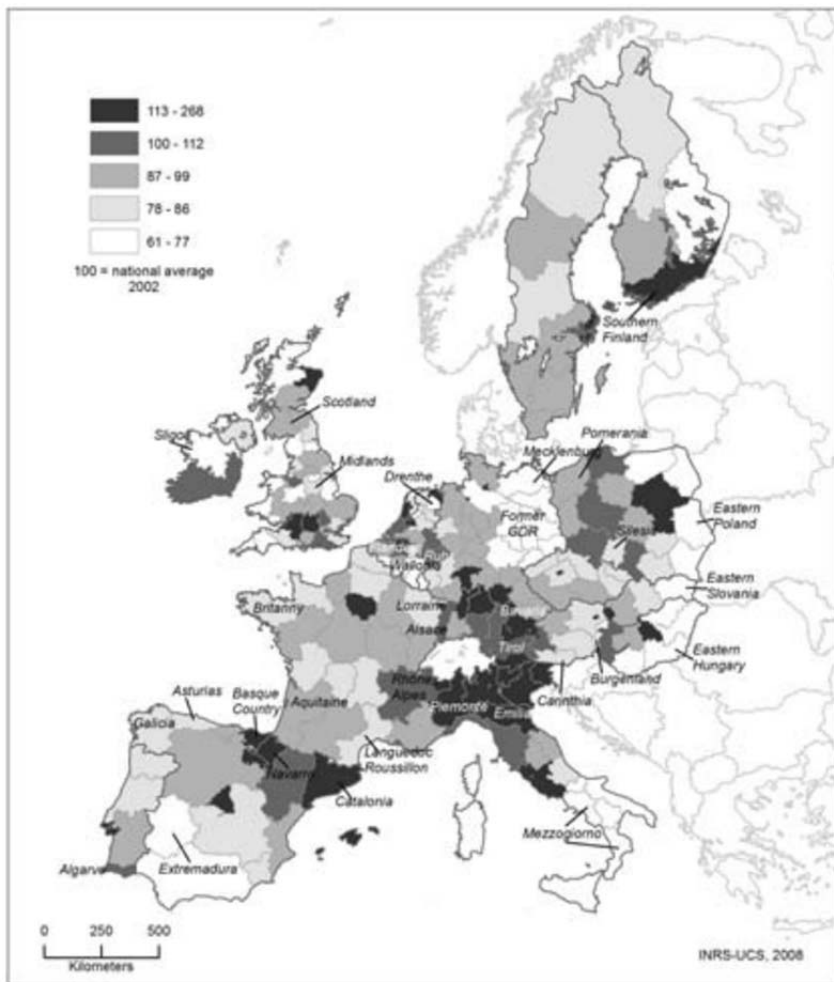 113 - 268
100 - 112
87 - 99
78 - 86
61 - 77
100 = national average
2002
Southern
Finland
Scotland
Sligo
Midlands
Pomerania
Mecklenburg
Drenthe
Former
GDR
Eastern
Poland
Silesia
Wallonia
Eastern
Slovania
Britanny
Lorraine
Alsace
Tirol
Eastern
Hungary
Burgenland
Carinthia
Rhône
Alpes
Piemonte
Emilia
Asturias
Basque
Country
Aquitaine
Galicia
Languedoc
Roussillon
Navarra
Catalonia
Mezzogiorno
Algarve
Extremadura
0 250 500
Kilometers
INRS-UCS, 2008